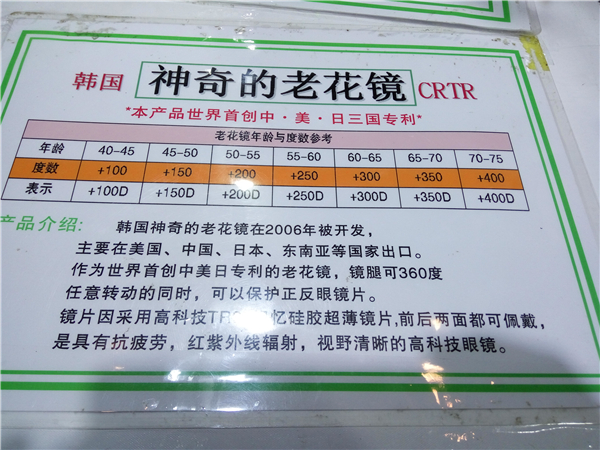 韩国 神奇的老花镜 CRTR
*本产品世界首创中·美·日三国专利*
老花镜年龄与度数参考
年龄 40-45 45-50 50-55 55-60 60-65 65-70 70-75
度数 +100 +150 +200 +250 +300 +350 +400
表示 +100D +150D +200D +250D +300D +350D +400D
产品介绍: 韩国神奇的老花镜在2006年被开发，
主要在美国、中国、日本、东南亚等国家出口。
作为世界首创中美日专利的老花镜，镜腿可360度
任意转动的同时，可以保护正反眼镜片。
镜片因采用高科技 忆硅胶超薄镜片,前后两面都可佩戴，
是具有抗疲劳，红紫外线辐射，视野清晰的高科技眼镜。